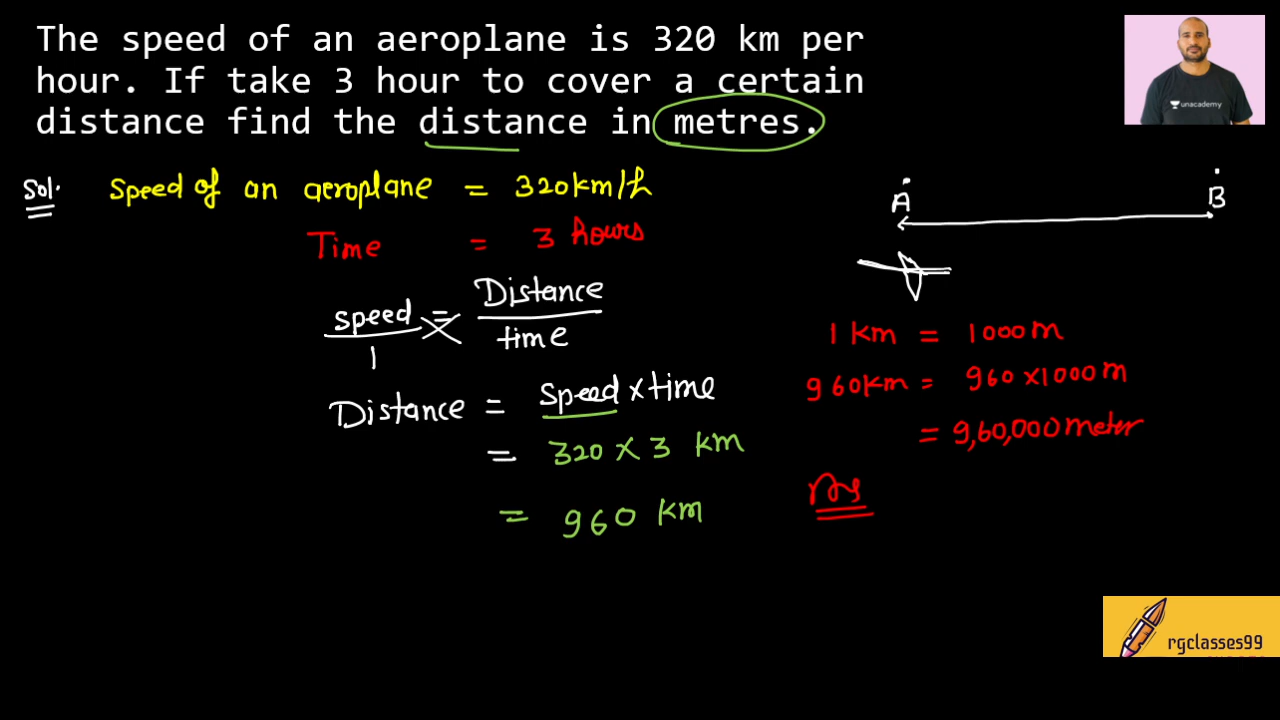 The speed of an aeroplane is 320 km per
hour. If take 3 hour to cover a certain
distance find the distance in metres.
unacademy
Sol. Speed of an aeroplane = 320km/h
Time = 3 hours
A B
speed/1 = Distance/time
Distance = Speed × time
= 320 × 3 km
= 960 km
1 km = 1000 m
960km = 960 × 1000 m
= 9,60,000 meter
Ans
rgclasses99